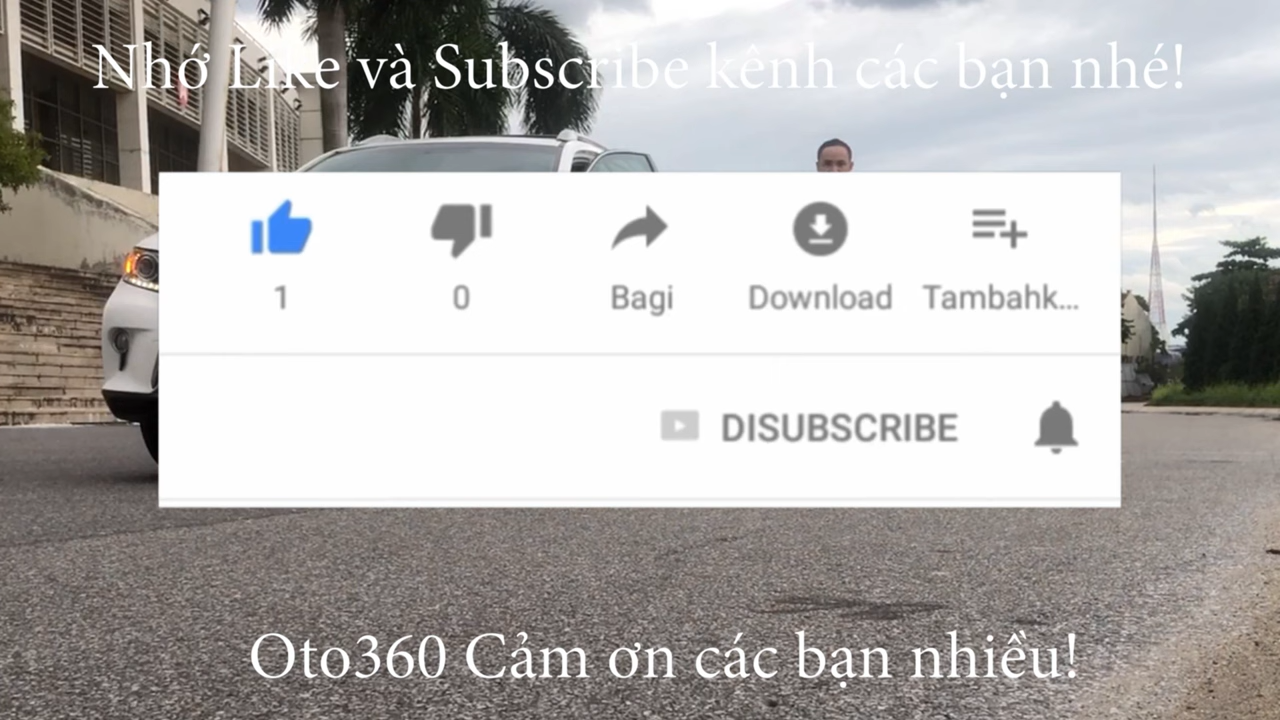 Nhớ Like và Subscribe kênh các bạn nhé!
1 0 Bagi Download Tambahk...
DISUBSCRIBE
Oto360 Cảm ơn các bạn nhiều!